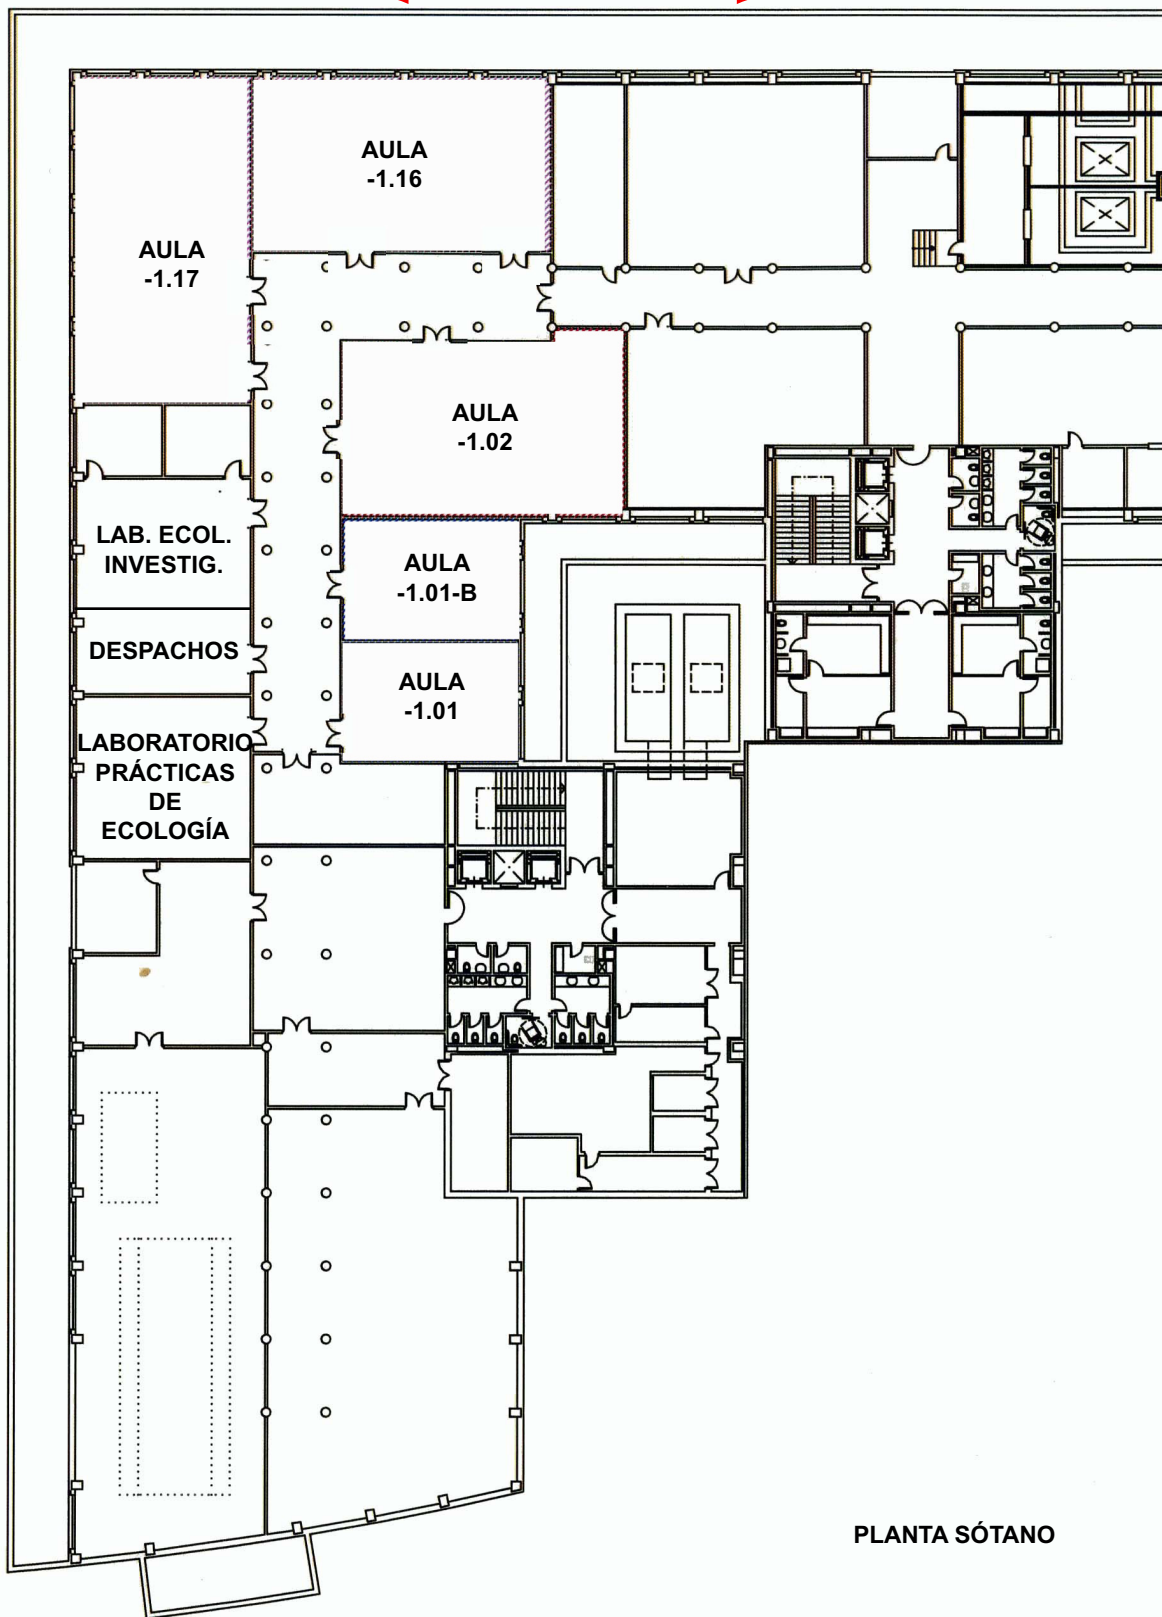 AULA
-1.16
AULA
-1.17
AULA
-1.02
LAB. ECOL.
INVESTIG.
AULA
-1.01-B
DESPACHOS
AULA
-1.01
LABORATORIO
PRÁCTICAS
DE
ECOLOGÍA
PLANTA SÓTANO